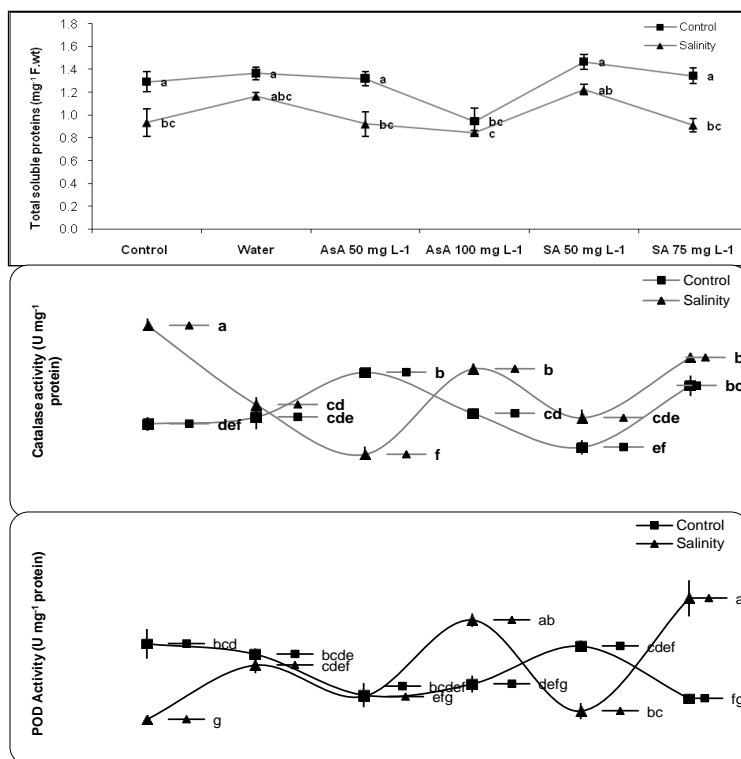 1.8
1.6
1.4
1.2
1.0
0.8
0.6
0.4
0.2
0.0
Total soluble proteins (mg⁻¹ F.wt)
Control
Salinity
a
a
a
bc
a
a
bc
abc
bc
c
ab
bc
Control
Water
AsA 50 mg L-1
AsA 100 mg L-1
SA 50 mg L-1
SA 75 mg L-1
Catalase activity (U mg⁻¹
protein)
Control
Salinity
a
def
cd
cde
b
f
b
cd
cde
ef
b
bc
POD Activity (U mg⁻¹ protein)
Control
Salinity
bcd
g
bcde
cdef
bcdef
efg
ab
defg
cdef
bc
a
fg